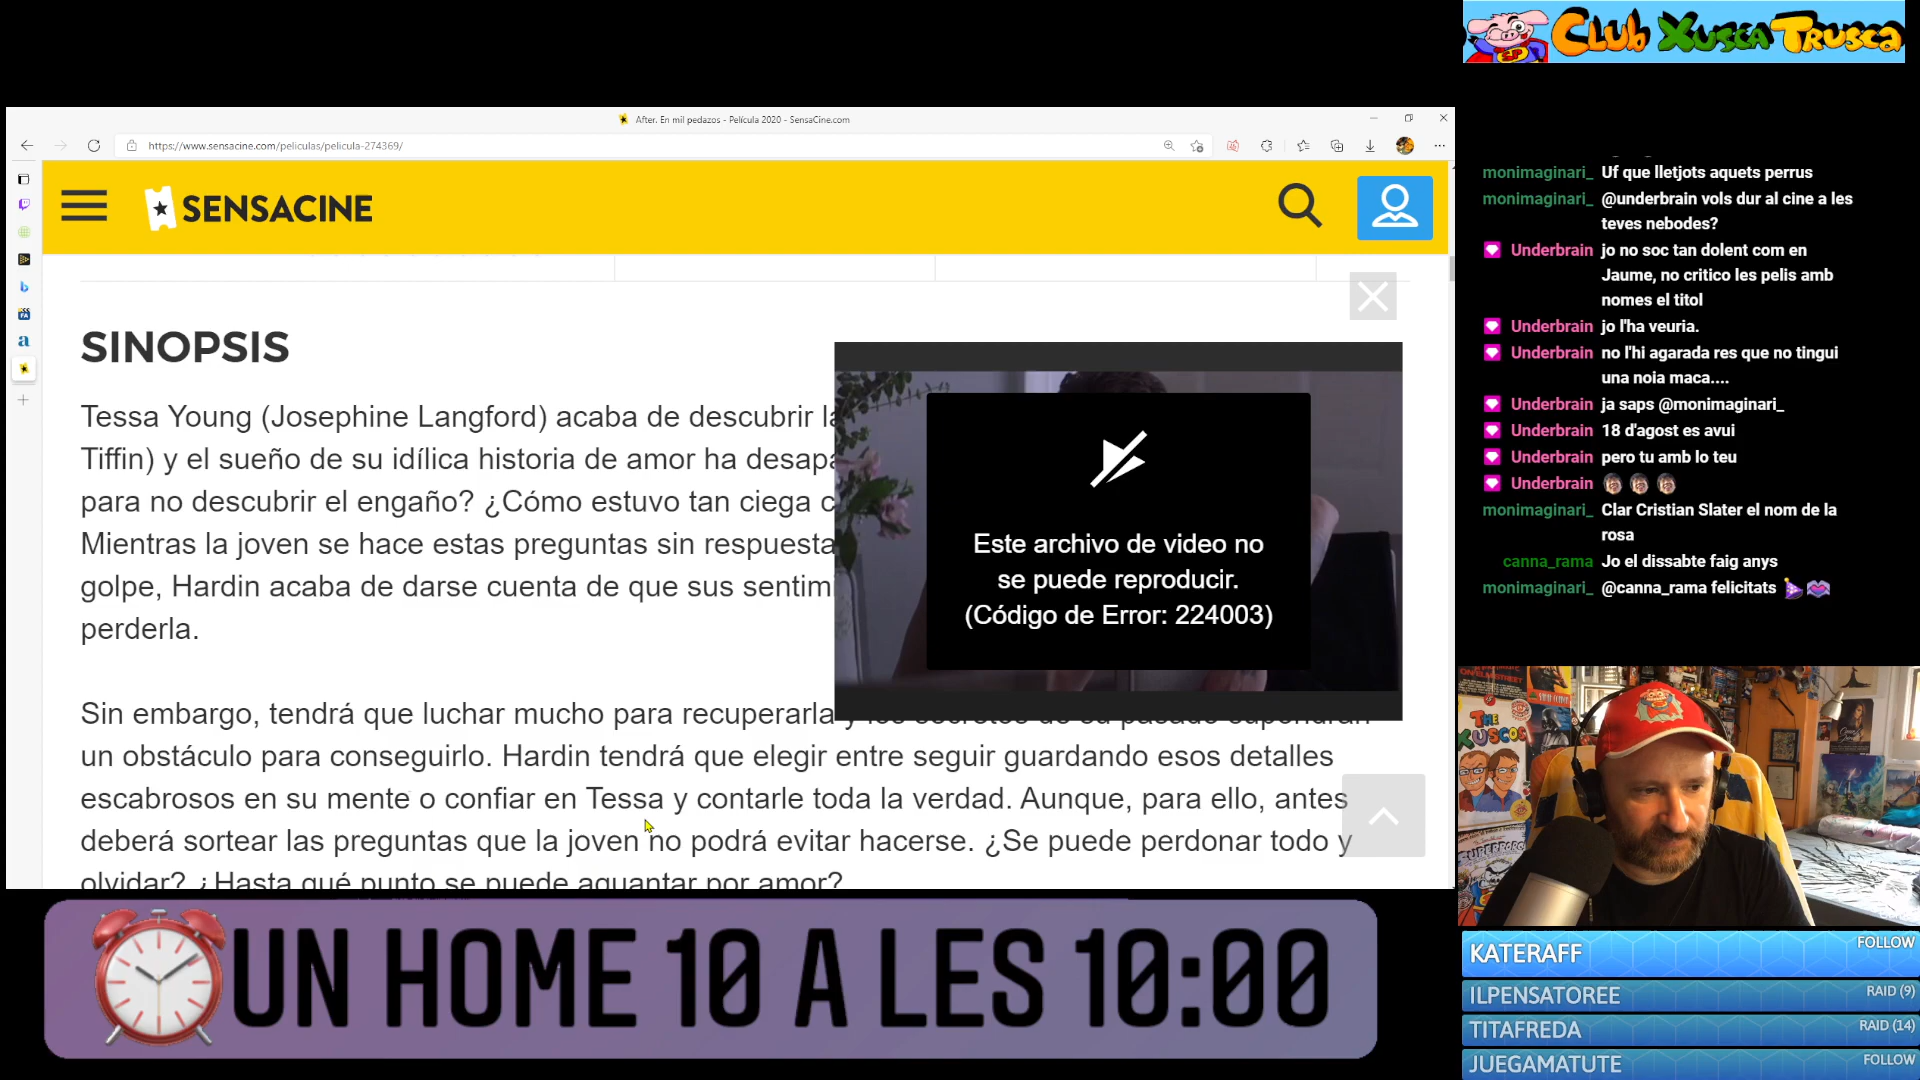 Club Xusca Trusca
After. En mil pedazos - Película 2020 - SensaCine.com
https://www.sensacine.com/peliculas/pelicula-274369/
SENSACINE
SINOPSIS
Tessa Young (Josephine Langford) acaba de descubrir la
Tiffin) y el sueño de su idílica historia de amor ha desapa
para no descubrir el engaño? ¿Cómo estuvo tan ciega c
Mientras la joven se hace estas preguntas sin respuesta
golpe, Hardin acaba de darse cuenta de que sus sentimi
perderla.
Sin embargo, tendrá que luchar mucho para recuperarla y los secretos de su pasado supondrán
un obstáculo para conseguirlo. Hardin tendrá que elegir entre seguir guardando esos detalles
escabrosos en su mente o confiar en Tessa y contarle toda la verdad. Aunque, para ello, antes
deberá sortear las preguntas que la joven no podrá evitar hacerse. ¿Se puede perdonar todo y
olvidar? ¿Hasta qué punto se puede aguantar por amor?
Este archivo de video no
se puede reproducir.
(Código de Error: 224003)
monimaginari_ Uf que lletjots aquets perrus
monimaginari_ @underbrain vols dur al cine a les
teves nebodes?
Underbrain jo no soc tan dolent com en
Jaume, no critico les pelis amb
nomes el titol
Underbrain jo l'ha veuria.
Underbrain no l'hi agarada res que no tingui
una noia maca....
Underbrain ja saps @monimaginari_
Underbrain 18 d'agost es avui
Underbrain pero tu amb lo teu
Underbrain
monimaginari_ Clar Cristian Slater el nom de la
rosa
canna_rama Jo el dissabte faig anys
monimaginari_ @canna_rama felicitats
THE
XUSCOS
UN HOME 10 A LES 10:00
KATERAFF FOLLOW
ILPENSATOREE RAID (9)
TITAFREDA RAID (14)
JUEGAMATUTE FOLLOW